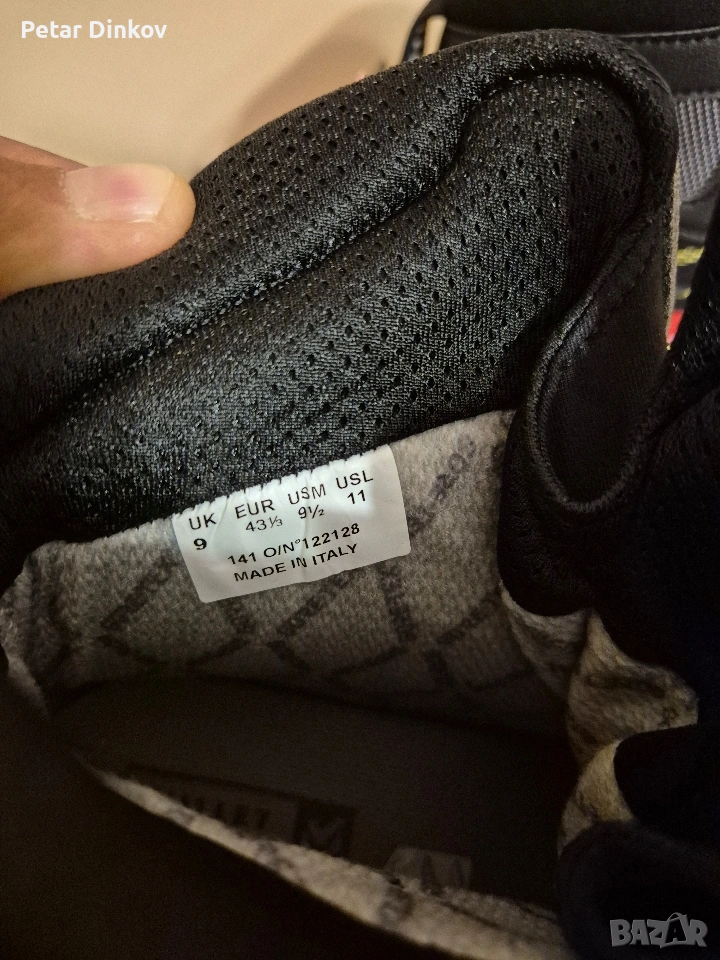 Petar Dinkov
UK EUR USM USL
9 43⅓ 9½ 11
141 O/N°122128
MADE IN ITALY
BAZAR